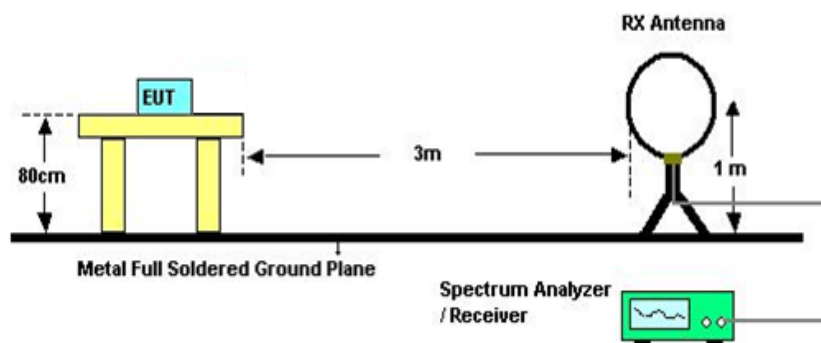 RX Antenna
EUT
3m
80cm
1 m
Metal Full Soldered Ground Plane
Spectrum Analyzer
/ Receiver